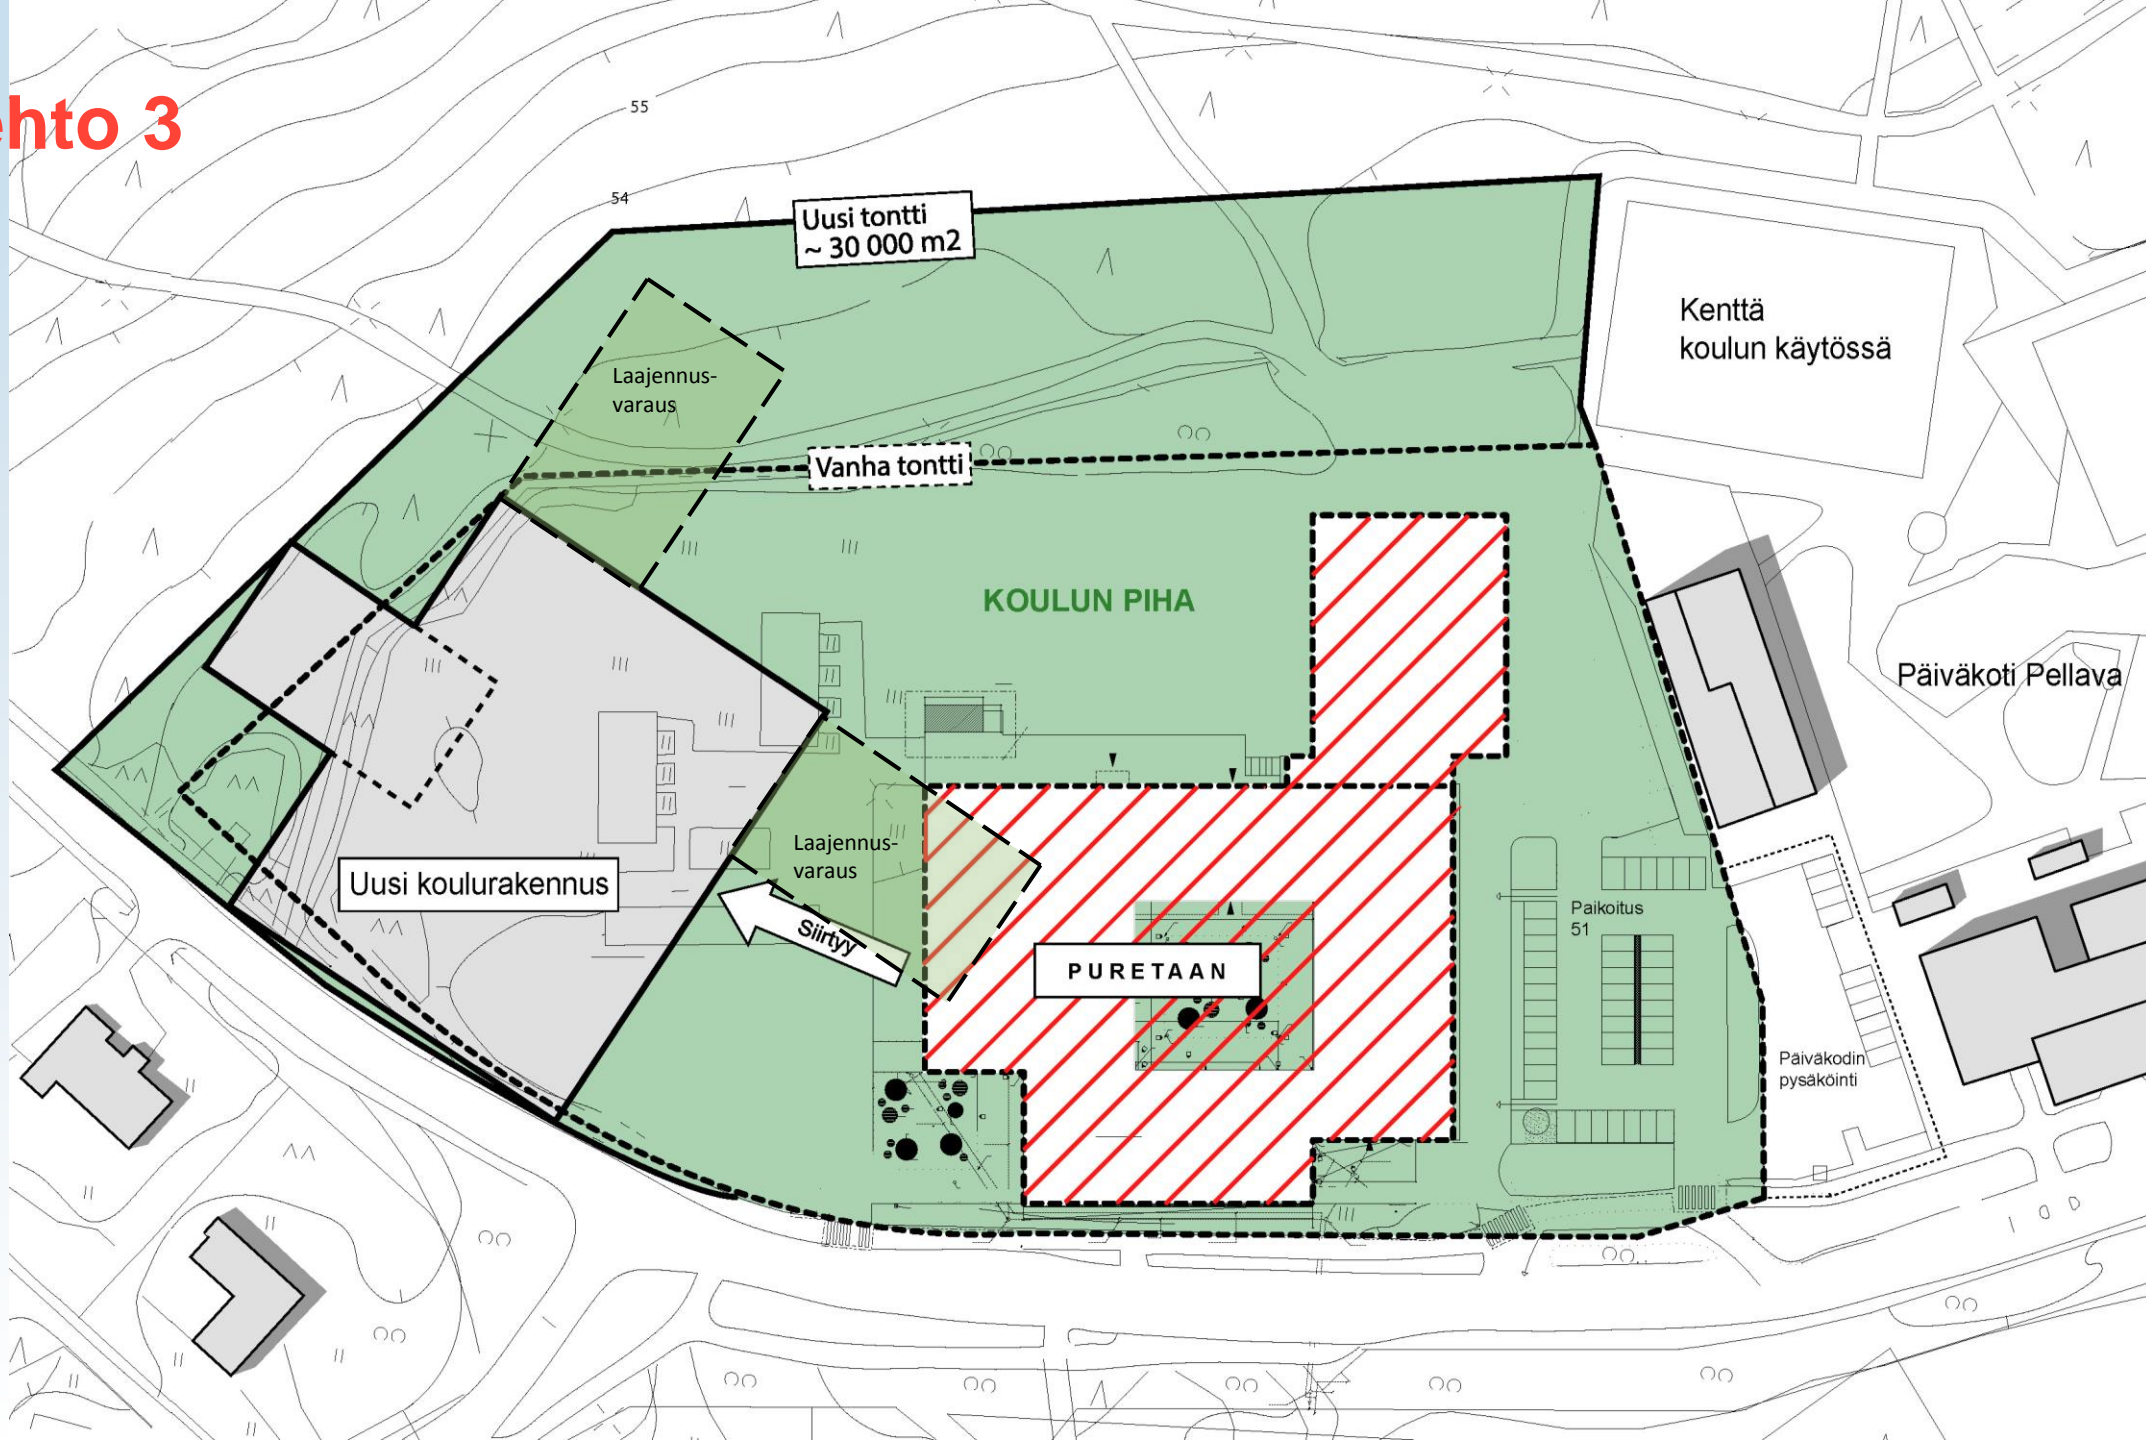 ehto 3
55
54
Uusi tontti
~ 30 000 m2
Kenttä
koulun käytössä
Laajennus-
varaus
Vanha tontti
KOULUN PIHA
Päiväkoti Pellava
Laajennus-
varaus
Uusi koulurakennus
Siirtyy
PURETAAN
Paikoitus
51
Päiväkodin
pysäköinti